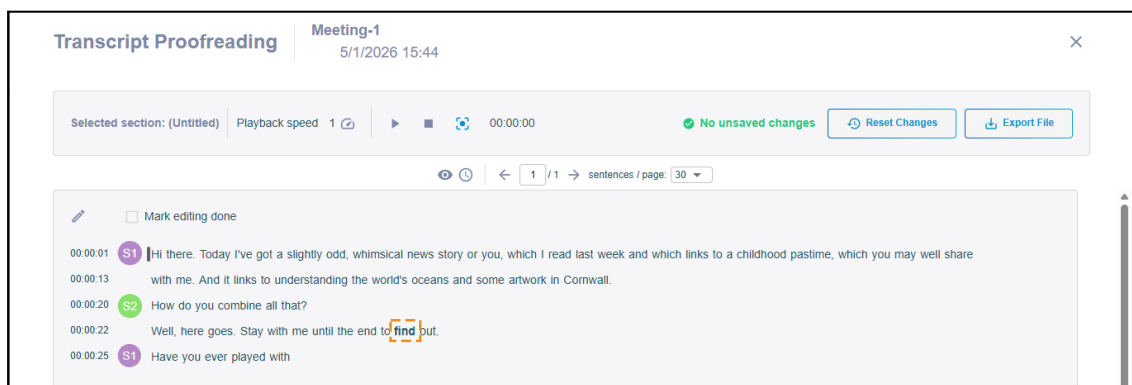 Transcript Proofreading
Meeting-1
5/1/2026 15:44
Selected section: (Untitled) Playback speed 1 00:00:00 No unsaved changes Reset Changes Export File
1 / 1 sentences / page: 30
Mark editing done
00:00:01 S1 Hi there. Today I've got a slightly odd, whimsical news story or you, which I read last week and which links to a childhood pastime, which you may well share
00:00:13 with me. And it links to understanding the world's oceans and some artwork in Cornwall.
00:00:20 S2 How do you combine all that?
00:00:22 Well, here goes. Stay with me until the end to find out.
00:00:25 S1 Have you ever played with